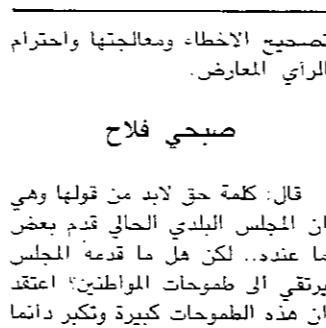 تصحيح الاخطاء ومعالجتها واحترام
الرأي المعارض.
صبحي فلاح
قال: كلمة حق لابد من قولها وهي
ان المجلس البلدي الحالي قدم بعض
ما عنده.. لكن هل ما قدمه المجلس
يرتقي الى طموحات المواطنين؟ اعتقد
ان هذه الطموحات كبيرة وتكبر دائما